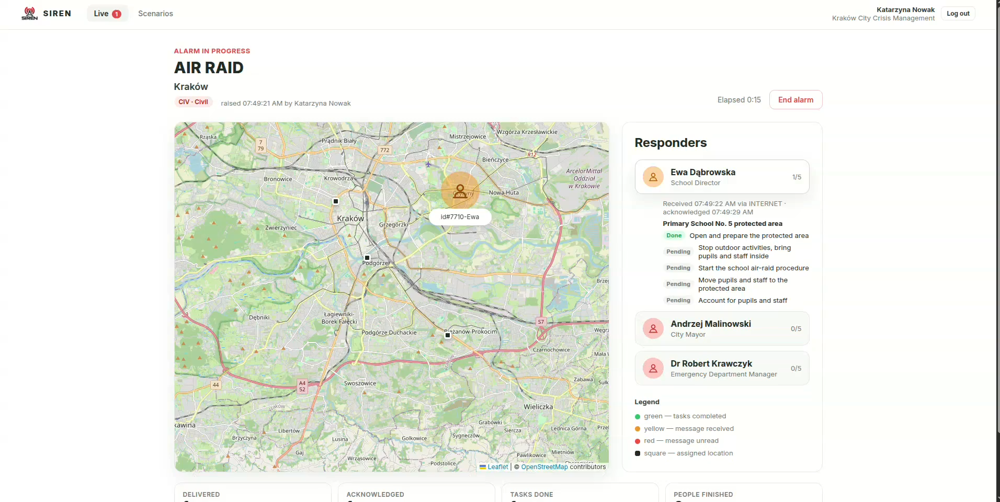 SIREN
SIREN
Live 1
Scenarios
Katarzyna Nowak
Kraków City Crisis Management
Log out
ALARM IN PROGRESS
AIR RAID
Kraków
CIV · Civil
raised 07:49:21 AM by Katarzyna Nowak
Elapsed 0:15
End alarm
Rząska
7
79
Prądnik Biały
772
Mistrzejowice
Wzgórza Krzesławickie
R12
Bieńczyce
ArcelorMittal
Oddział
w Krakowie
Bronowice
Krowodrza
Nowa Huta
id#7710-Ewa
Kraków
Grzegórzki
Zwierzyniec
Podgórze
Dębniki
Łagiewniki-
Borek Fałęcki
Podgórze Duchackie
Bieżanów-Prokocim
S7
Czarnochowice
44
A4
S2
Swoszowice
Zabawa
Kraków
Kraków
Wieliczka
Grabówki
Siercza
Lednica Górna
Brzyczyna
Libertów
Lusina
Golkowice
Sygneczów
Gaj
Wrząsowice
Podstolice
Pawlikowice
Mietniów
Leaflet | © OpenStreetMap contributors
Responders
Ewa Dąbrowska
School Director
1/5
Received 07:49:22 AM via INTERNET ·
acknowledged 07:49:29 AM
Primary School No. 5 protected area
Done Open and prepare the protected area
Pending Stop outdoor activities, bring
pupils and staff inside
Pending Start the school air-raid procedure
Pending Move pupils and staff to the
protected area
Pending Account for pupils and staff
Andrzej Malinowski
City Mayor
0/5
Dr Robert Krawczyk
Emergency Department Manager
0/5
Legend
green — tasks completed
yellow — message received
red — message unread
square — assigned location
DELIVERED
ACKNOWLEDGED
TASKS DONE
PEOPLE FINISHED